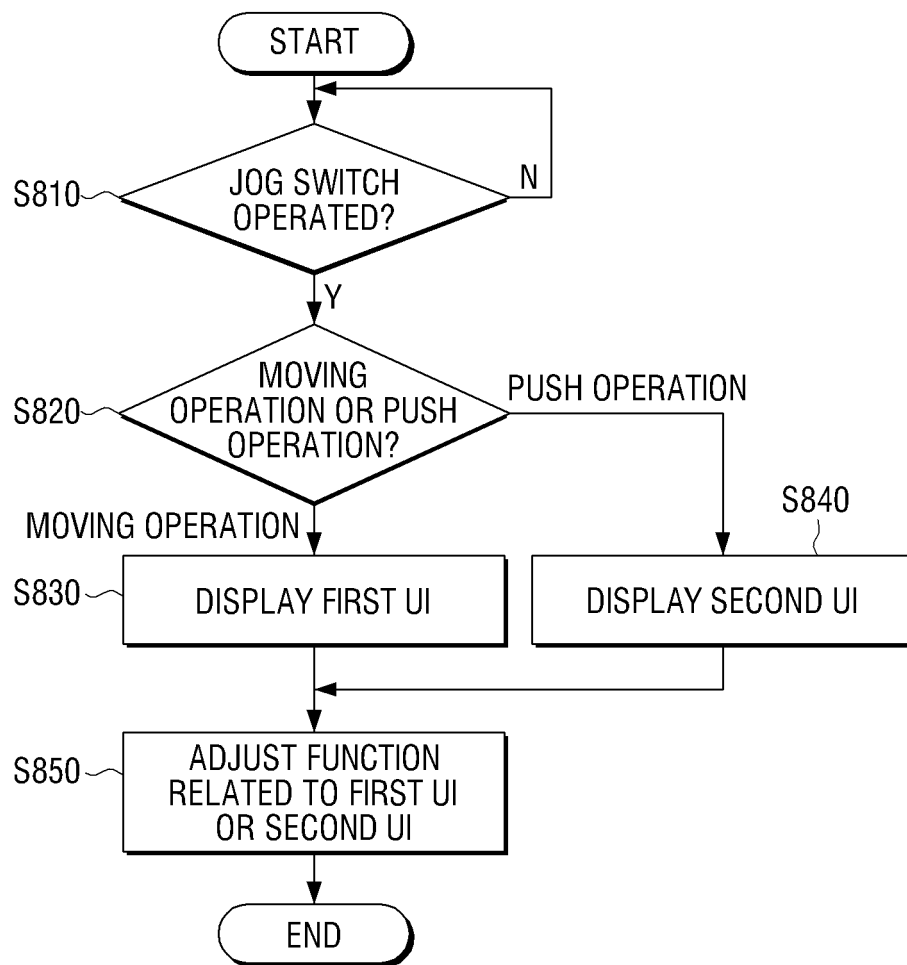 START
S810
JOG SWITCH
OPERATED?
N
Y
S820
MOVING
OPERATION OR PUSH
OPERATION?
PUSH OPERATION
MOVING OPERATION
S830
DISPLAY FIRST UI
S840
DISPLAY SECOND UI
S850
ADJUST FUNCTION
RELATED TO FIRST UI
OR SECOND UI
END